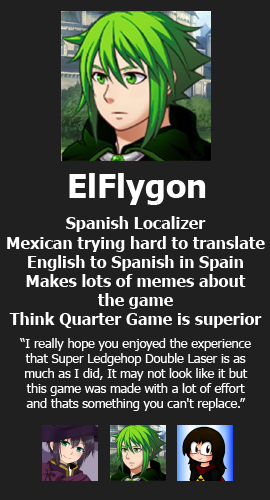 ElFlygon
Spanish Localizer
Mexican trying hard to translate
English to Spanish in Spain
Makes lots of memes about
the game
Think Quarter Game is superior
“I really hope you enjoyed the experience
that Super Ledgehop Double Laser is as
much as I did, It may not look like it but
this game was made with a lot of effort
and thats something you can't replace.”